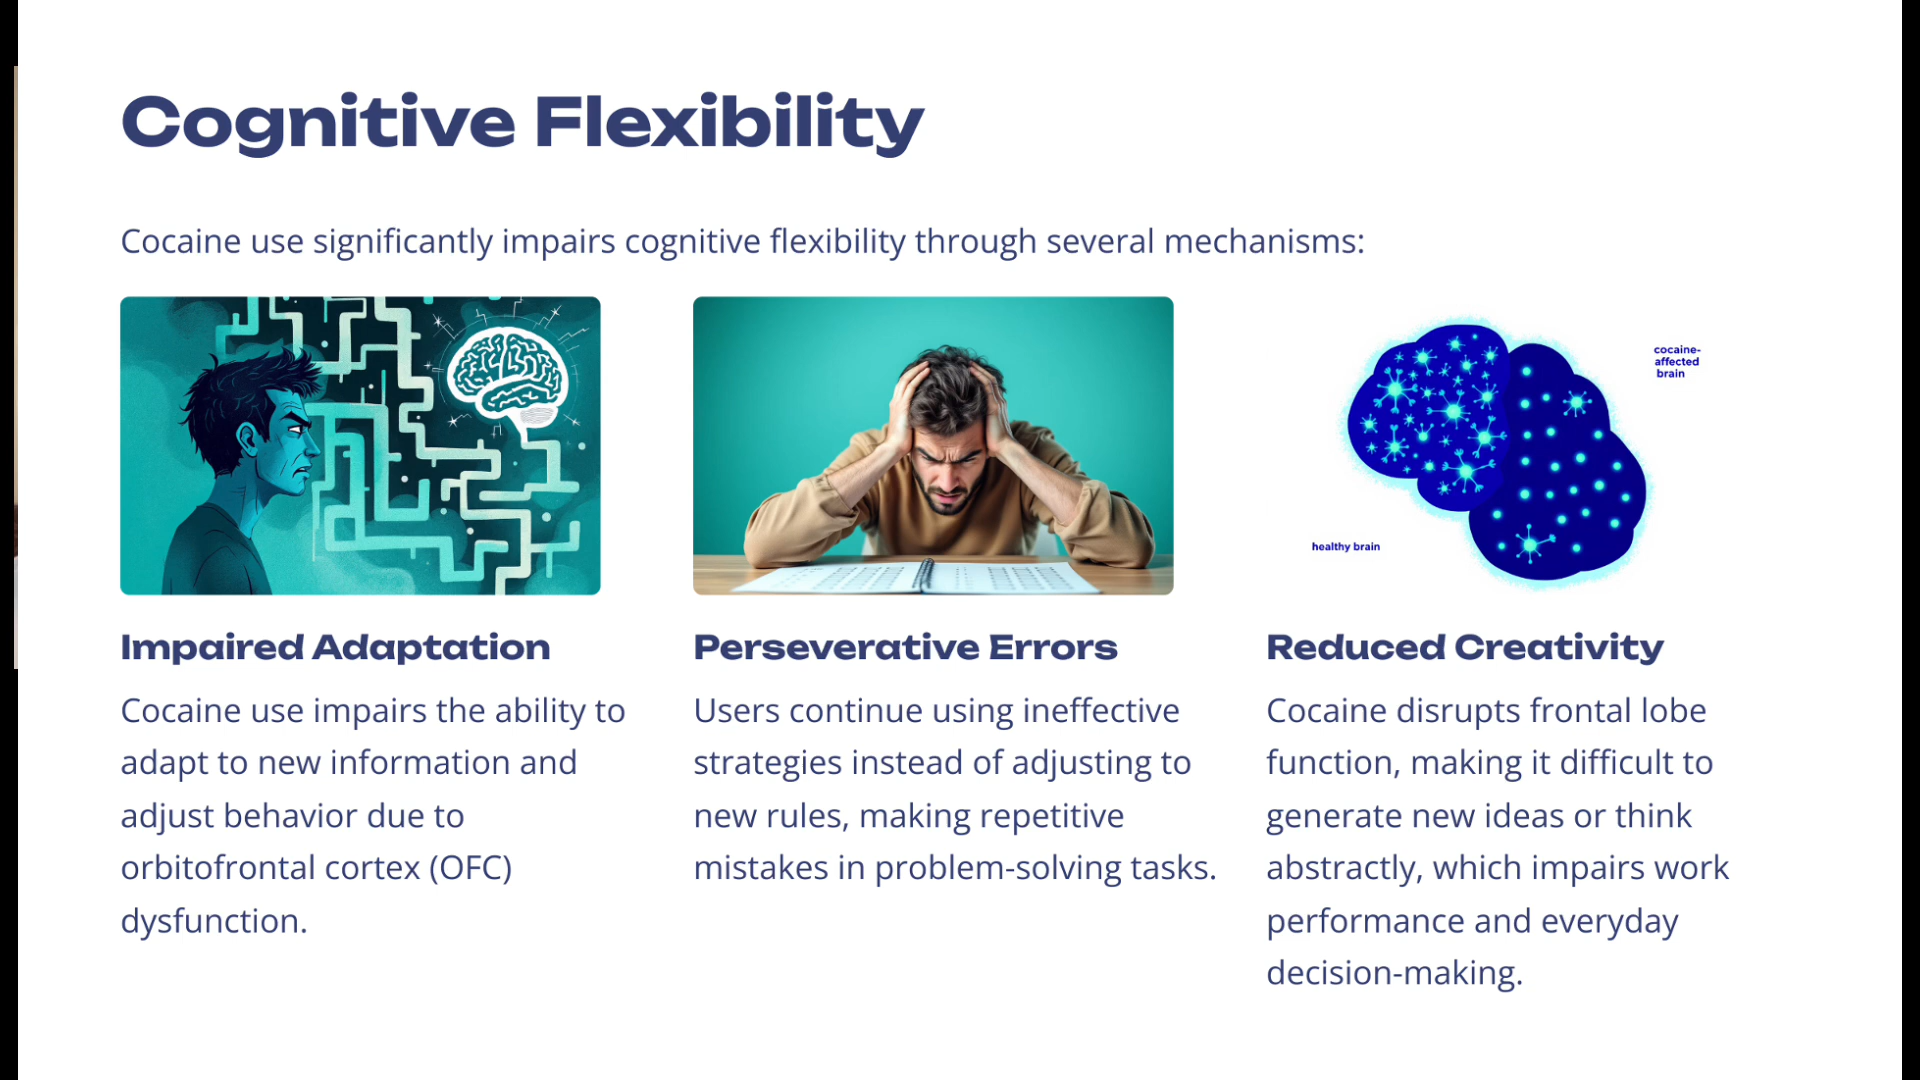 Cognitive Flexibility
Cocaine use significantly impairs cognitive flexibility through several mechanisms:
cocaine-
affected
brain
healthy brain
Impaired Adaptation
Cocaine use impairs the ability to
adapt to new information and
adjust behavior due to
orbitofrontal cortex (OFC)
dysfunction.
Perseverative Errors
Users continue using ineffective
strategies instead of adjusting to
new rules, making repetitive
mistakes in problem-solving tasks.
Reduced Creativity
Cocaine disrupts frontal lobe
function, making it difficult to
generate new ideas or think
abstractly, which impairs work
performance and everyday
decision-making.